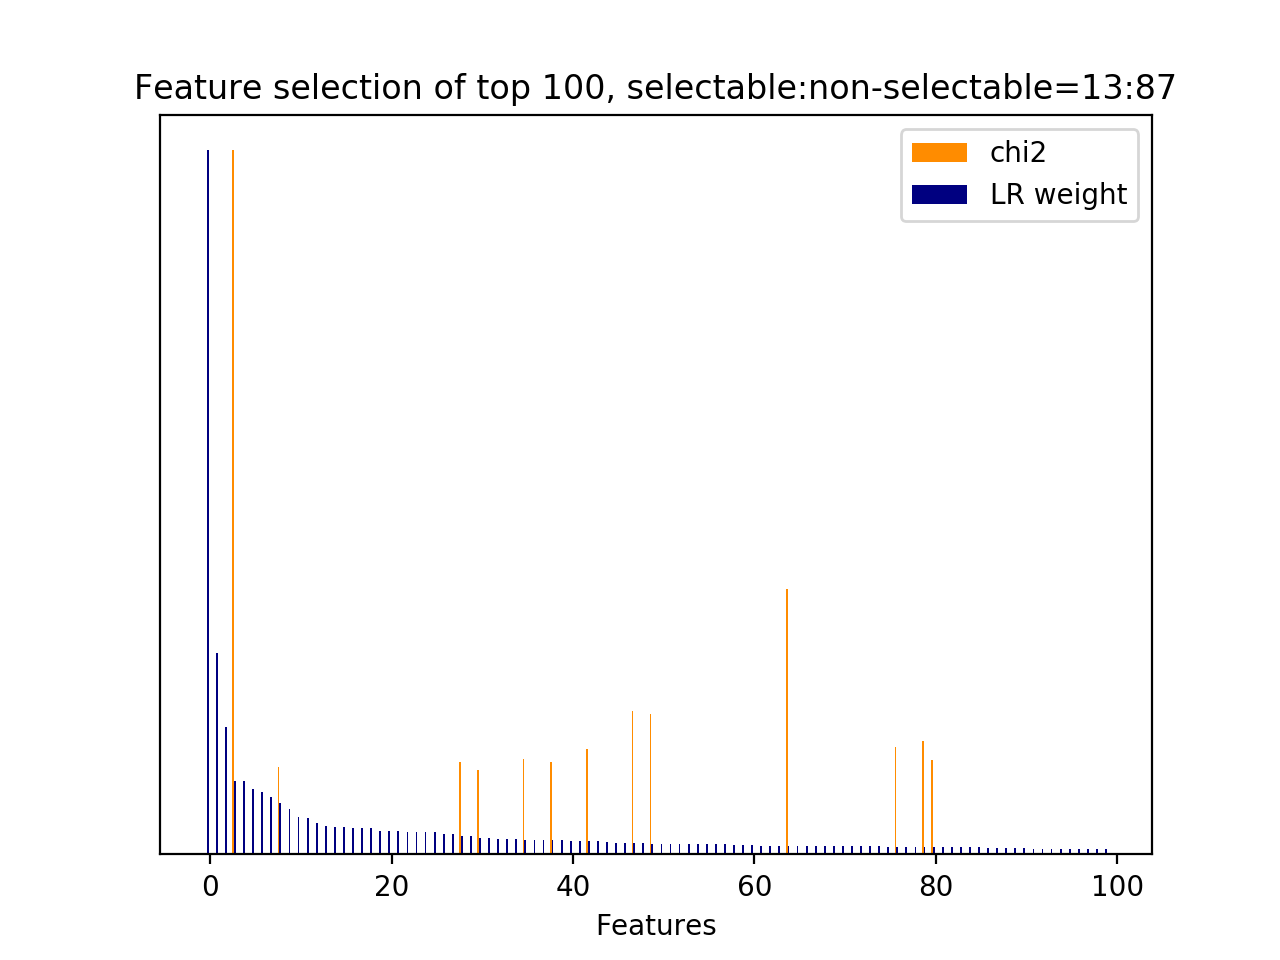 Feature selection of top 100, selectable:non-selectable=13:87
chi2
LR weight
0 20 40 60 80 100
Features